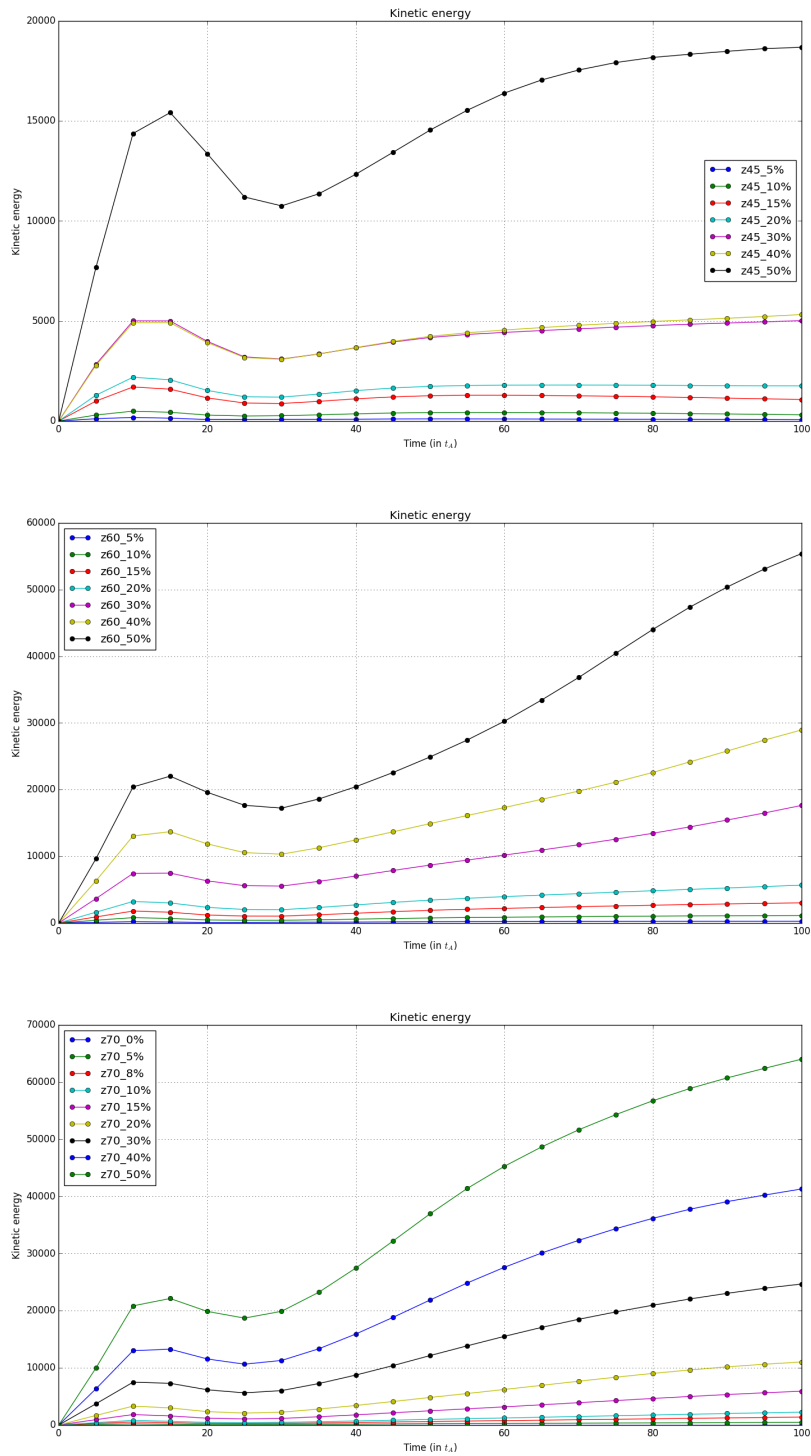 Kinetic energy
20000
15000
10000
5000
0
Kinetic energy
z45_5%
z45_10%
z45_15%
z45_20%
z45_30%
z45_40%
z45_50%
0 20 40 60 80 100
Time (in t_A)
Kinetic energy
60000
50000
40000
30000
20000
10000
0
Kinetic energy
z60_5%
z60_10%
z60_15%
z60_20%
z60_30%
z60_40%
z60_50%
0 20 40 60 80 100
Time (in t_A)
Kinetic energy
70000
60000
50000
40000
30000
20000
10000
0
Kinetic energy
z70_0%
z70_5%
z70_8%
z70_10%
z70_15%
z70_20%
z70_30%
z70_40%
z70_50%
0 20 40 60 80 100
Time (in t_A)